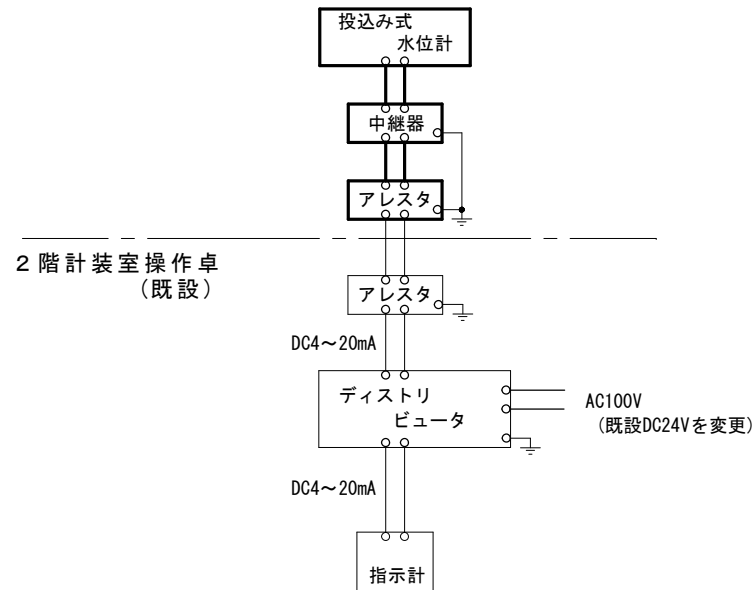 投込み式
水位計
中継器
アレスタ
２階計装室操作卓
(既設)
アレスタ
DC4～20mA
ディストリ
ビュータ
AC100V
(既設DC24Vを変更)
DC4～20mA
指示計